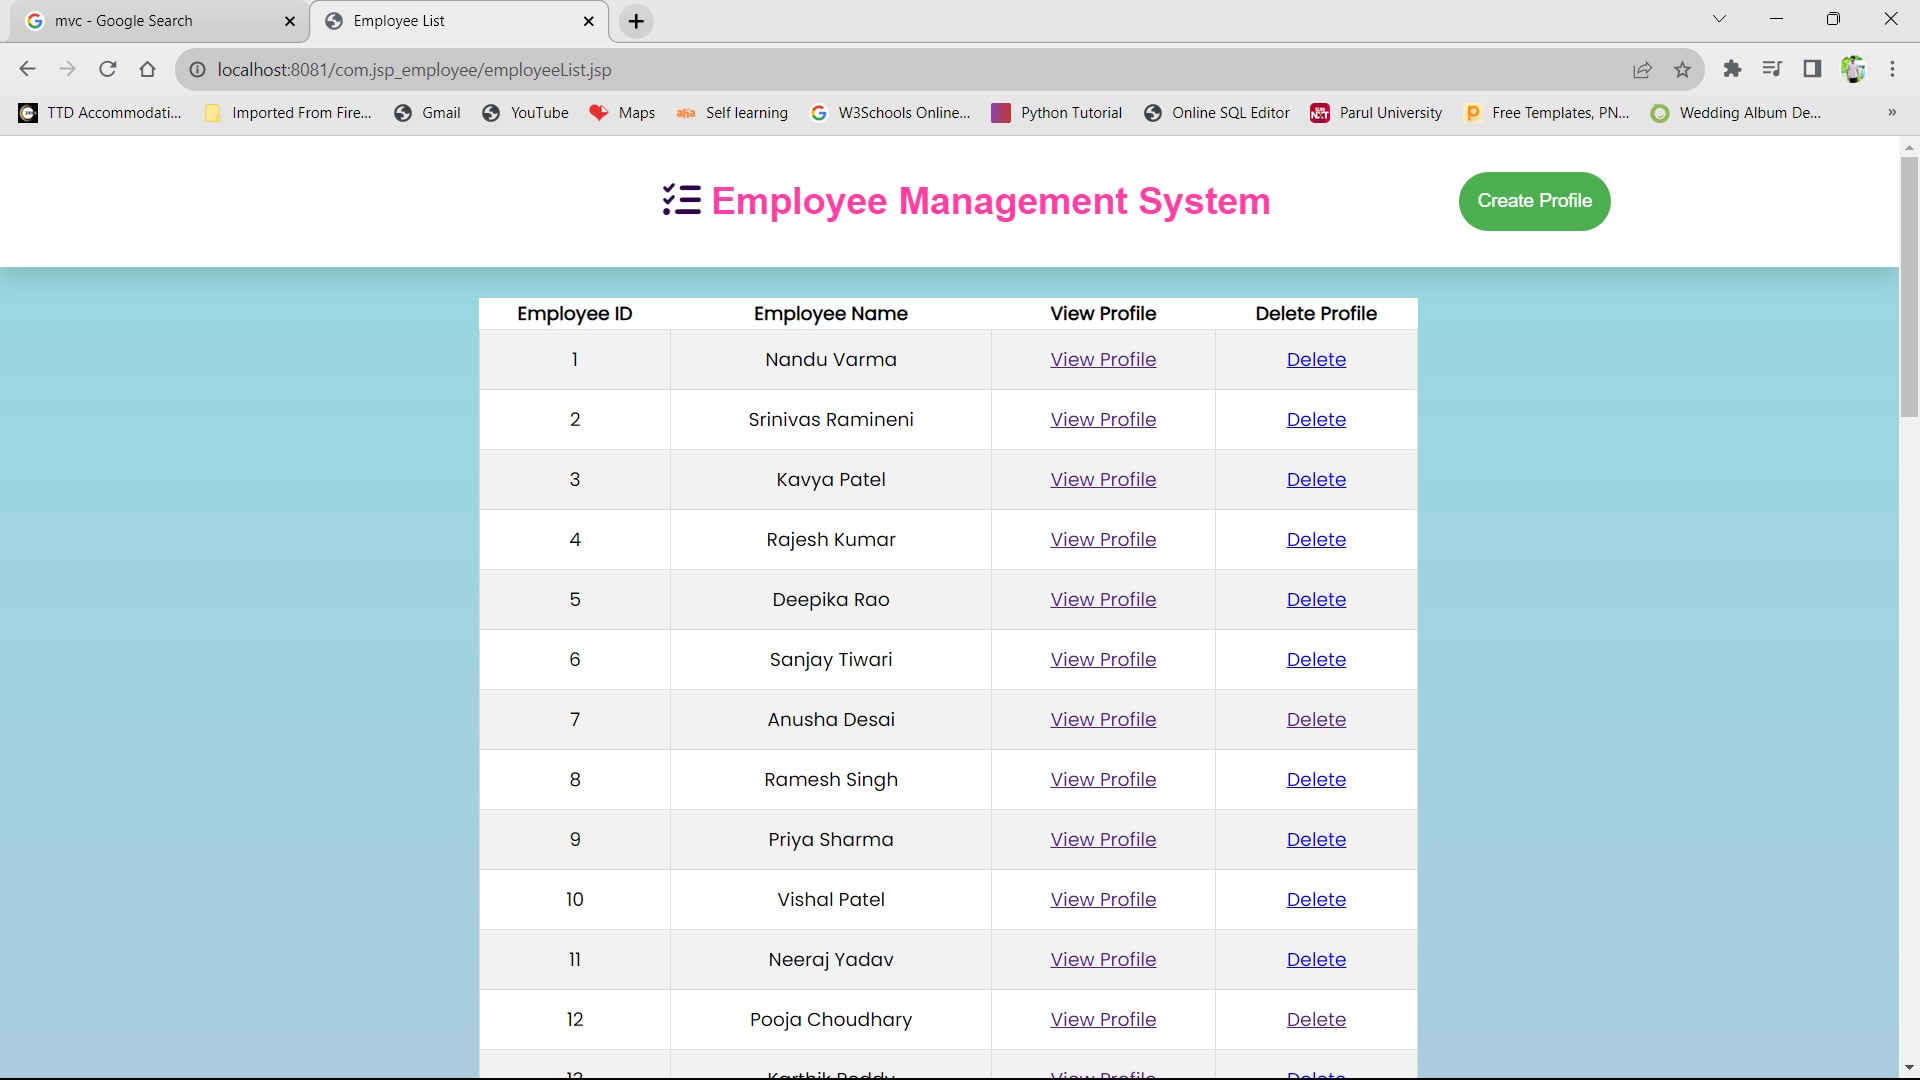 mvc - Google Search
Employee List
localhost:8081/com.jsp_employee/employeeList.jsp
TTD Accommodati... Imported From Fire... Gmail YouTube Maps Self learning W3Schools Online... Python Tutorial Online SQL Editor Parul University Free Templates, PN... Wedding Album De...
Employee Management System
Create Profile
Employee ID Employee Name View Profile Delete Profile
1 Nandu Varma View Profile Delete
2 Srinivas Ramineni View Profile Delete
3 Kavya Patel View Profile Delete
4 Rajesh Kumar View Profile Delete
5 Deepika Rao View Profile Delete
6 Sanjay Tiwari View Profile Delete
7 Anusha Desai View Profile Delete
8 Ramesh Singh View Profile Delete
9 Priya Sharma View Profile Delete
10 Vishal Patel View Profile Delete
11 Neeraj Yadav View Profile Delete
12 Pooja Choudhary View Profile Delete
13 Karthik Reddy View Profile Delete